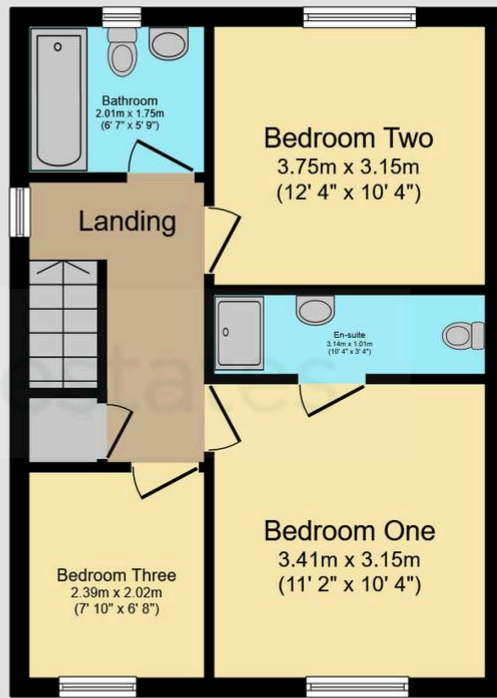 Bathroom
2.01m x 1.75m
(6' 7" x 5' 9")
Bedroom Two
3.75m x 3.15m
(12' 4" x 10' 4")
Landing
En-suite
3.14m x 1.01m
(10' 4" x 3' 4")
estates
Bedroom One
3.41m x 3.15m
(11' 2" x 10' 4")
Bedroom Three
2.39m x 2.02m
(7' 10" x 6' 8")